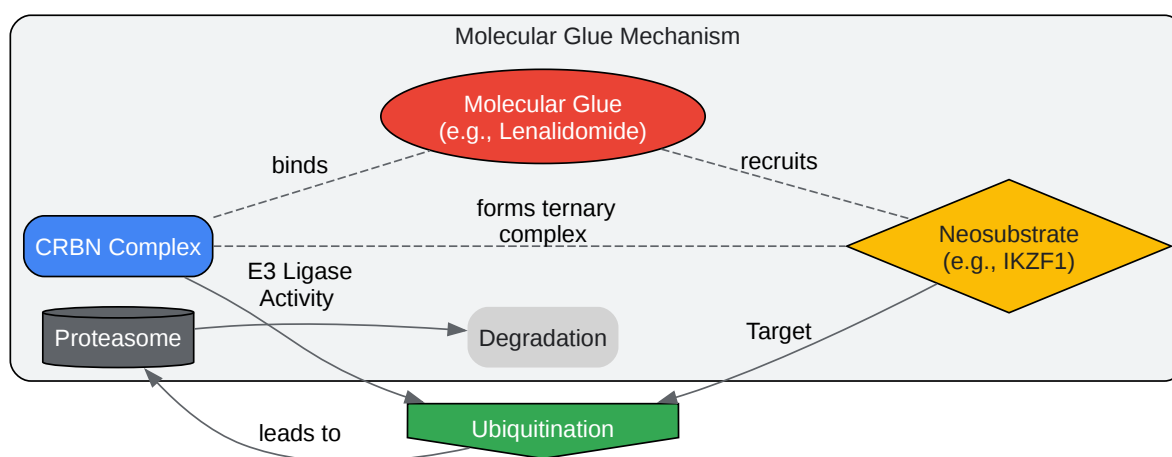 Molecular Glue Mechanism
Molecular Glue
(e.g., Lenalidomide)
binds
recruits
forms ternary
complex
CRBN Complex
Neosubstrate
(e.g., IKZF1)
E3 Ligase
Activity
Proteasome
Degradation
Target
Ubiquitination
leads to